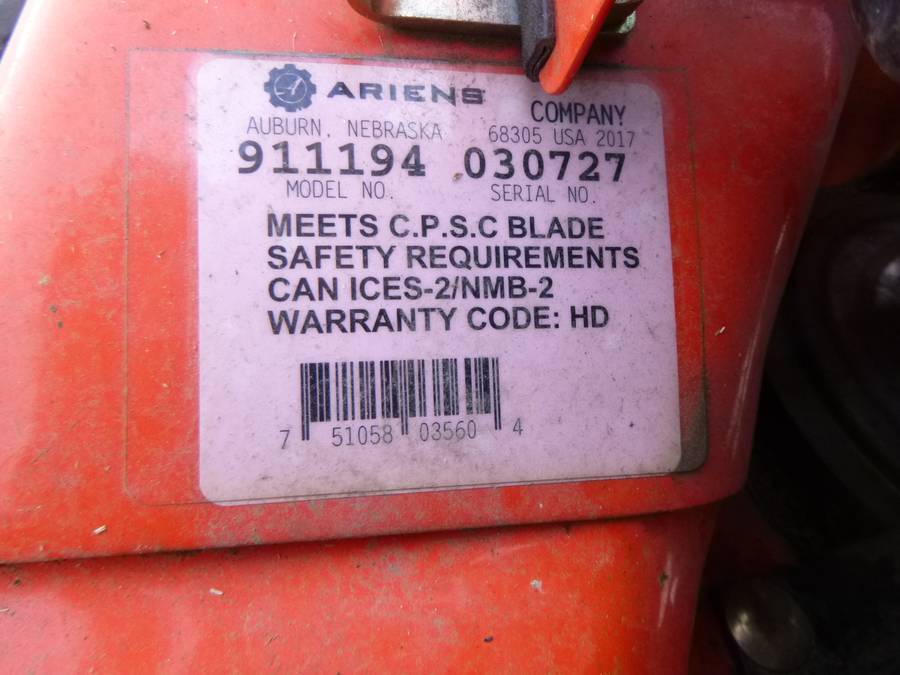 ARIENS
COMPANY
AUBURN, NEBRASKA 68305 USA 2017
911194 030727
MODEL NO. SERIAL NO.
MEETS C.P.S.C BLADE
SAFETY REQUIREMENTS
CAN ICES-2/NMB-2
WARRANTY CODE: HD
7 51058 03560 4